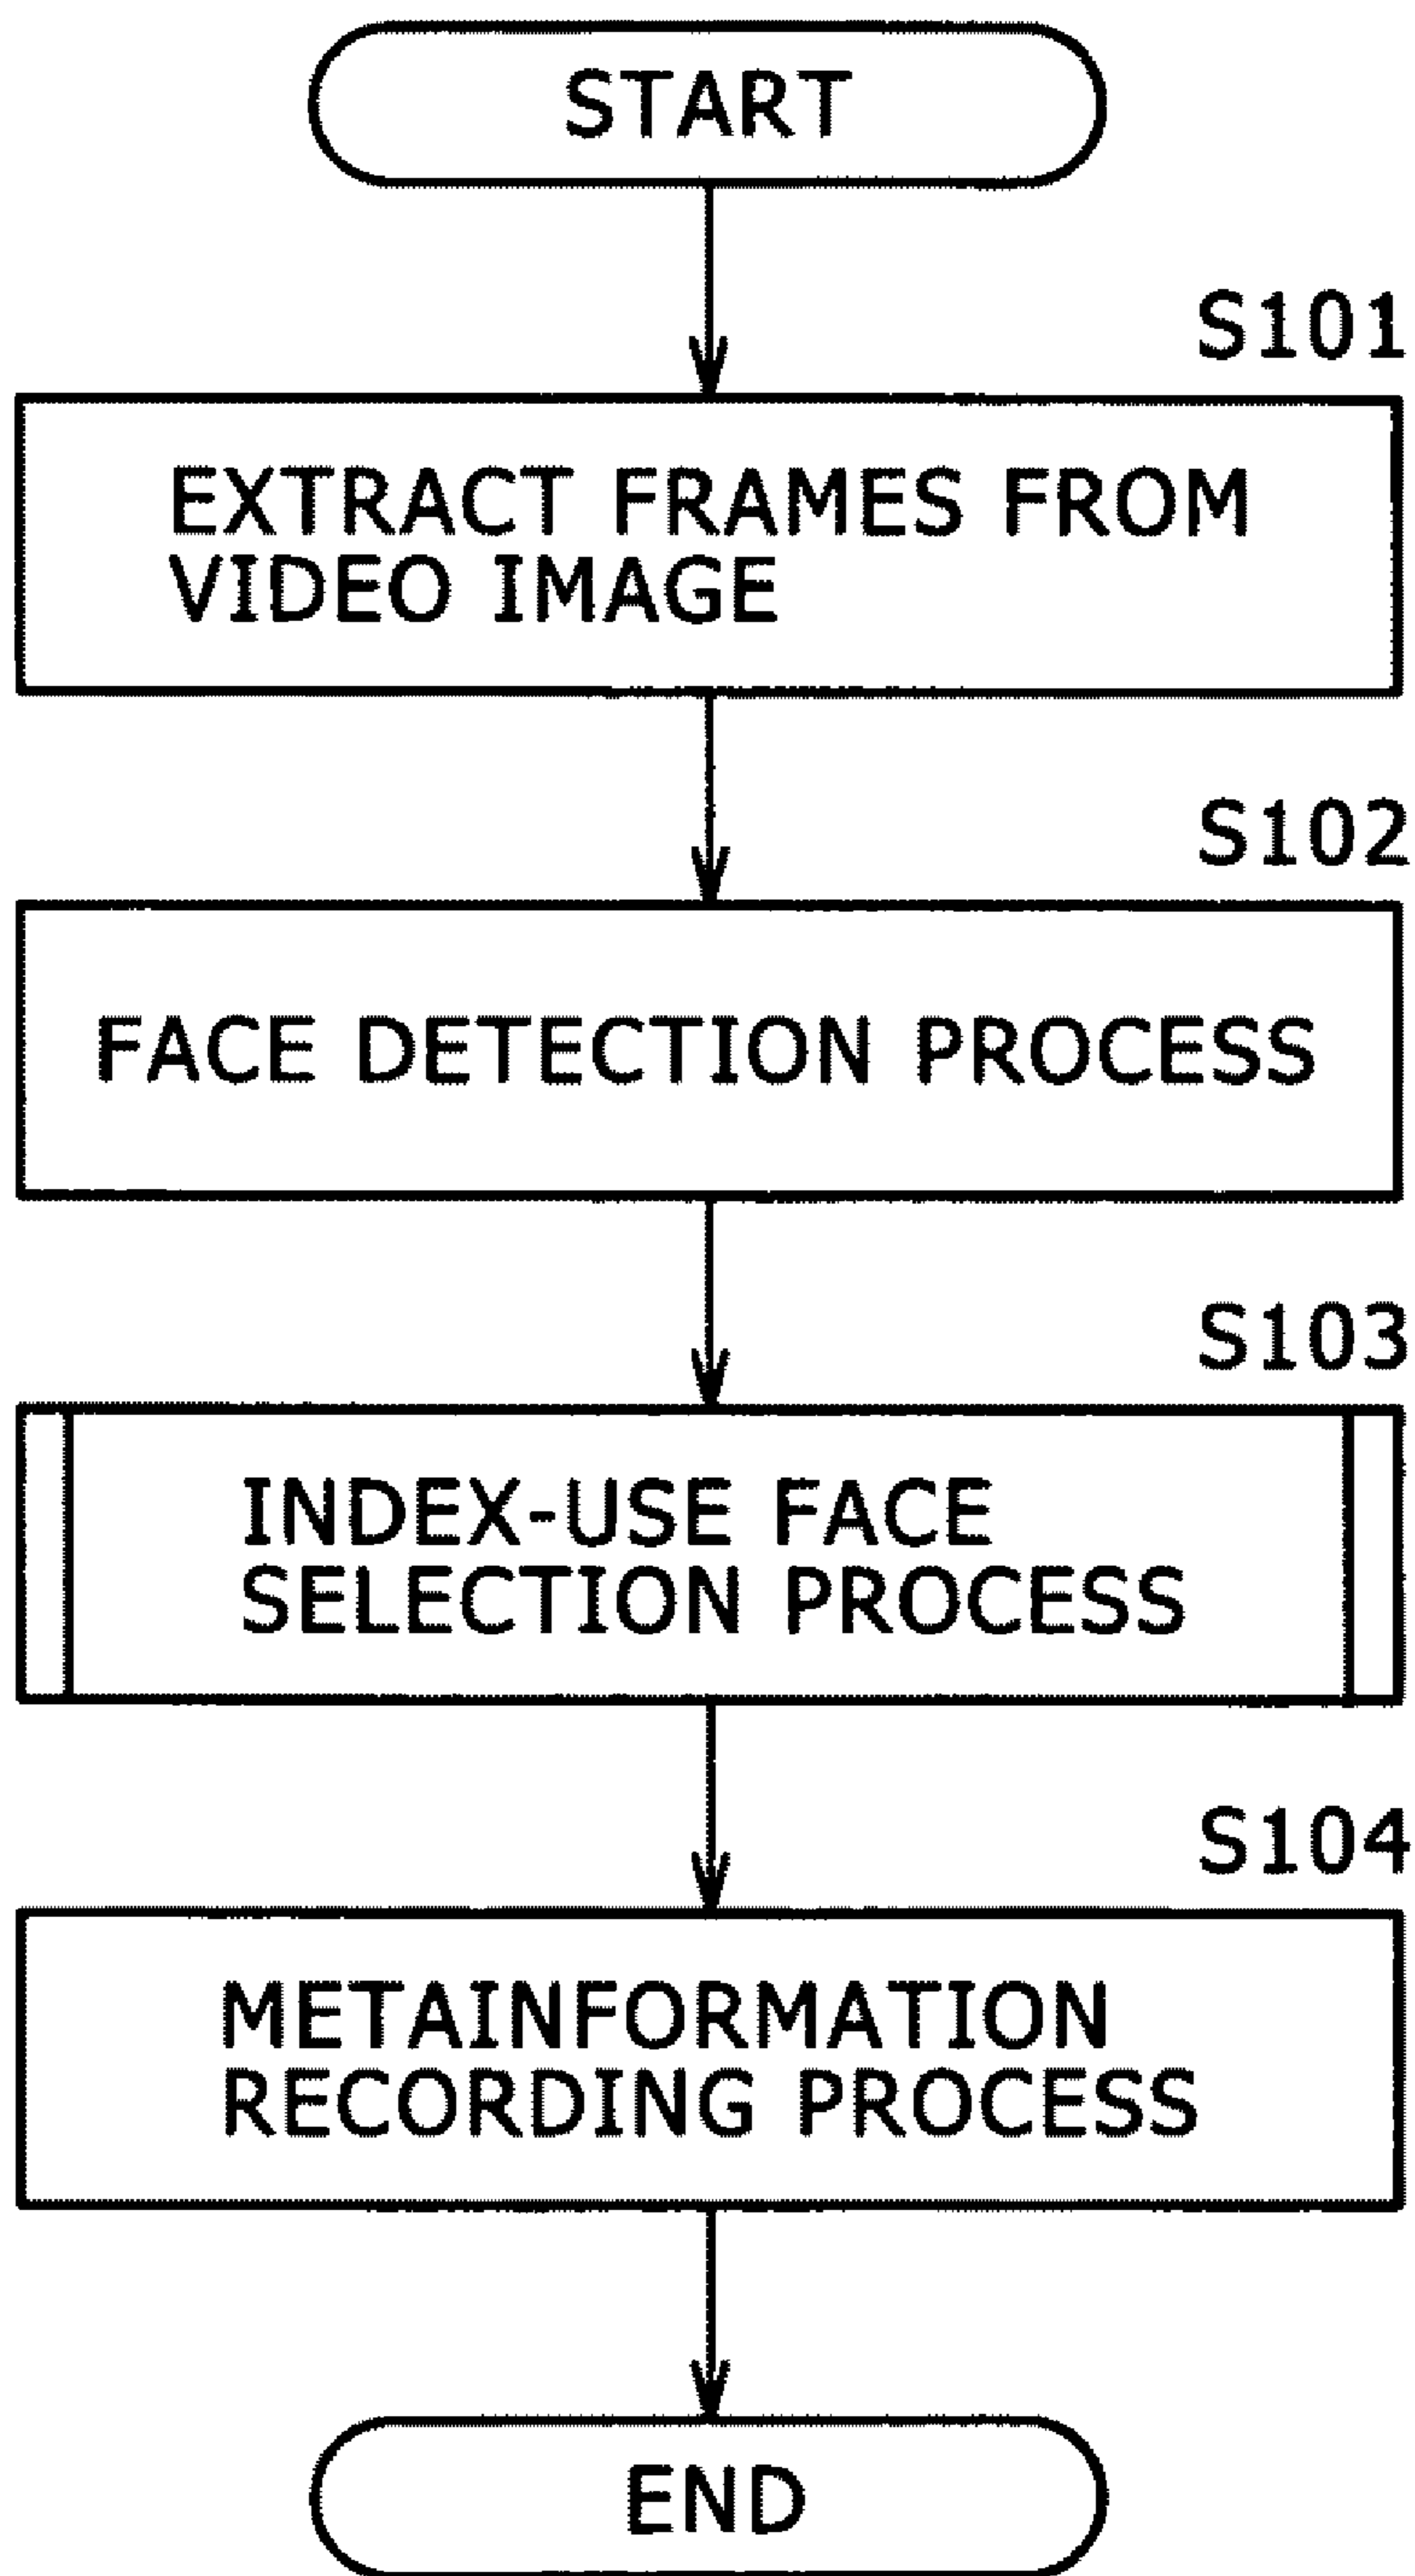 START
S101
EXTRACT FRAMES FROM
VIDEO IMAGE
S102
FACE DETECTION PROCESS
S103
INDEX-USE FACE
SELECTION PROCESS
S104
METAINFORMATION
RECORDING PROCESS
END